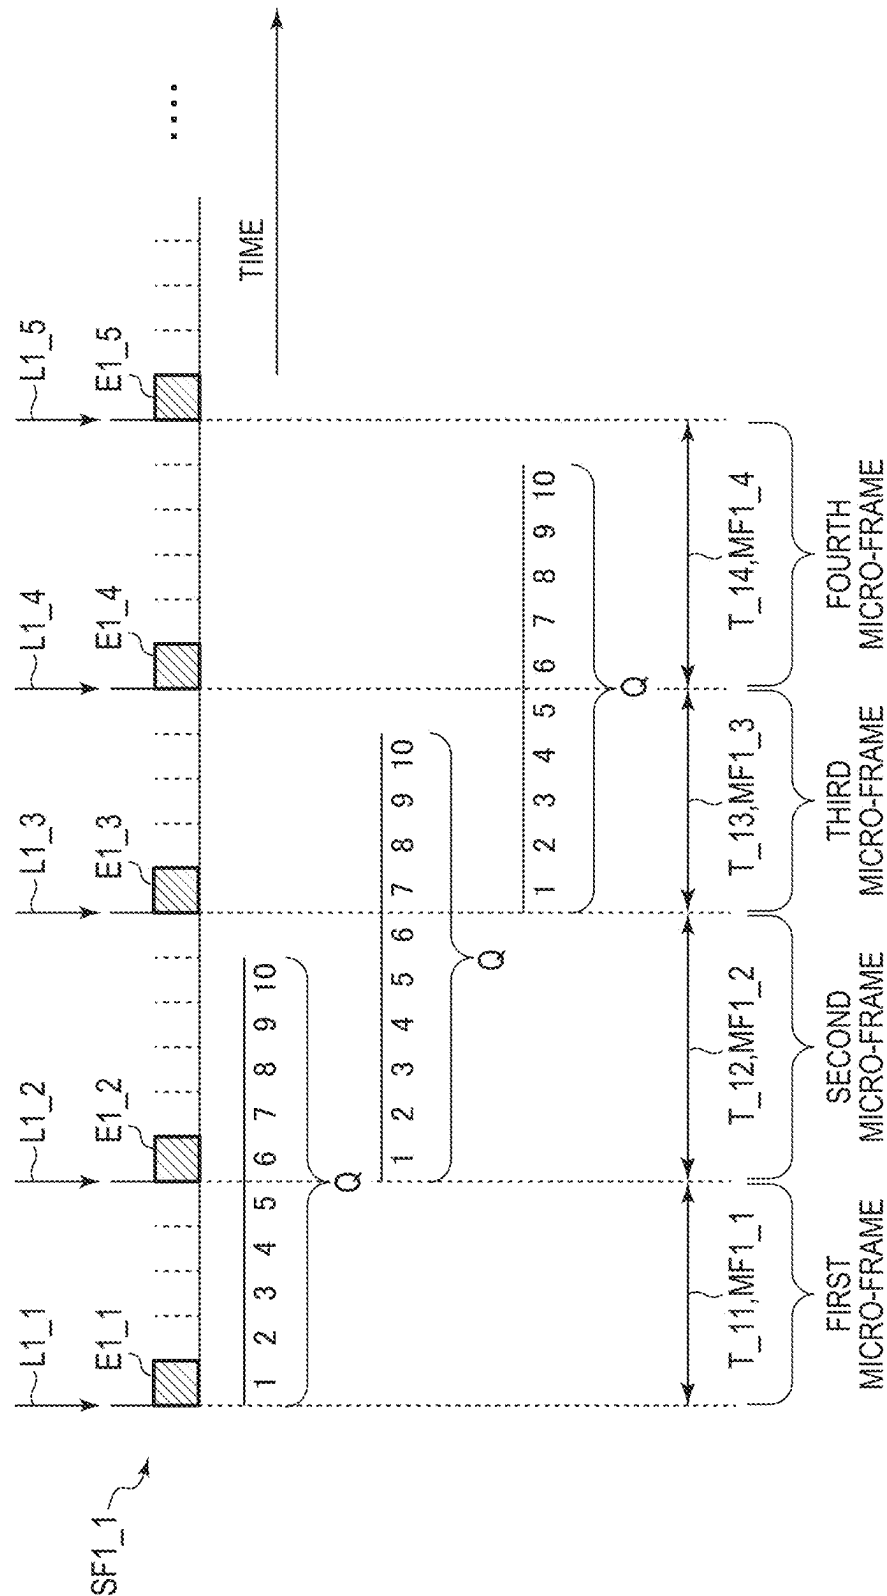 SF1_1
L1_1
L1_2
L1_3
L1_4
L1_5
E1_1
E1_2
E1_3
E1_4
E1_5
....
TIME
1 2 3 4 5 6 7 8 9 10
Q
1 2 3 4 5 6 7 8 9 10
Q
1 2 3 4 5 6 7 8 9 10
Q
T_11,MF1_1
T_12,MF1_2
T_13,MF1_3
T_14,MF1_4
FIRST
MICRO-FRAME
SECOND
MICRO-FRAME
THIRD
MICRO-FRAME
FOURTH
MICRO-FRAME